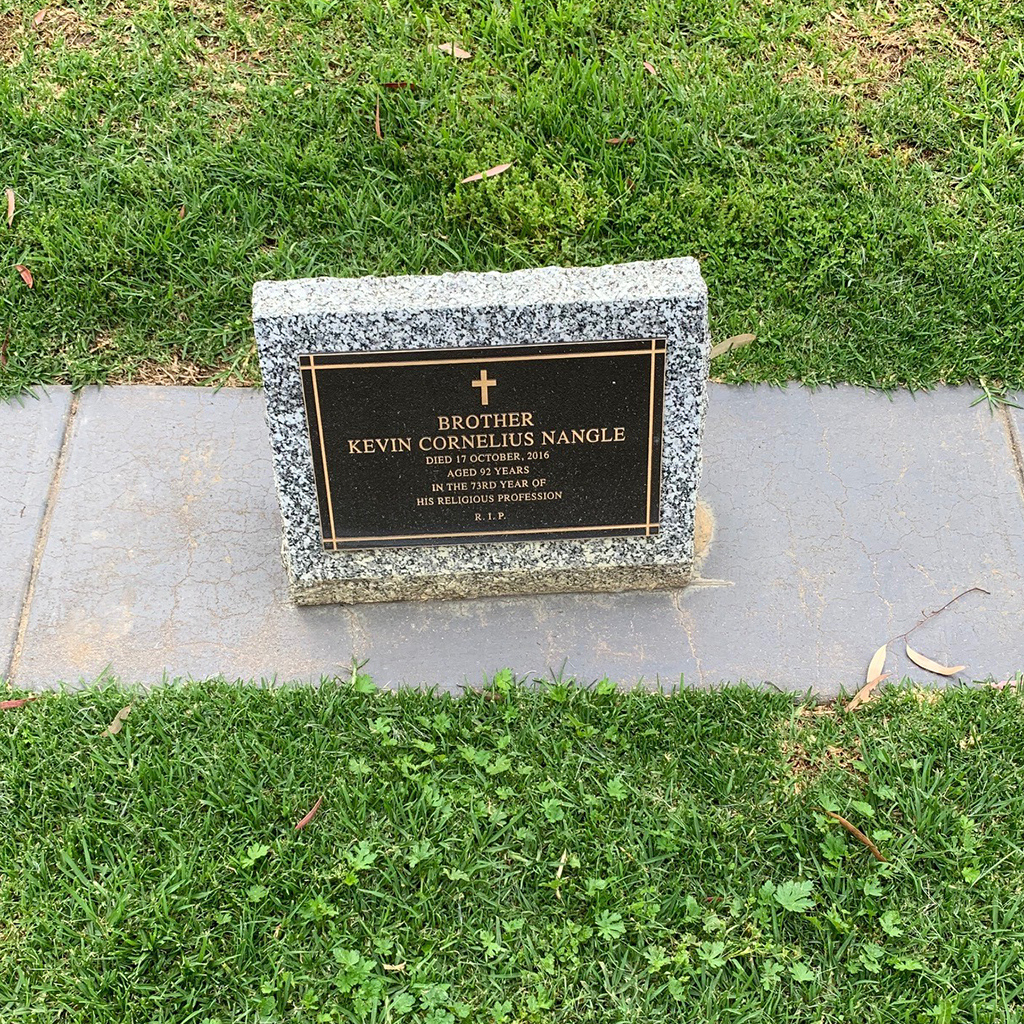 BROTHER
KEVIN CORNELIUS NANGLE
DIED 17 OCTOBER, 2016
AGED 92 YEARS
IN THE 73RD YEAR OF
HIS RELIGIOUS PROFESSION
R. I. P.